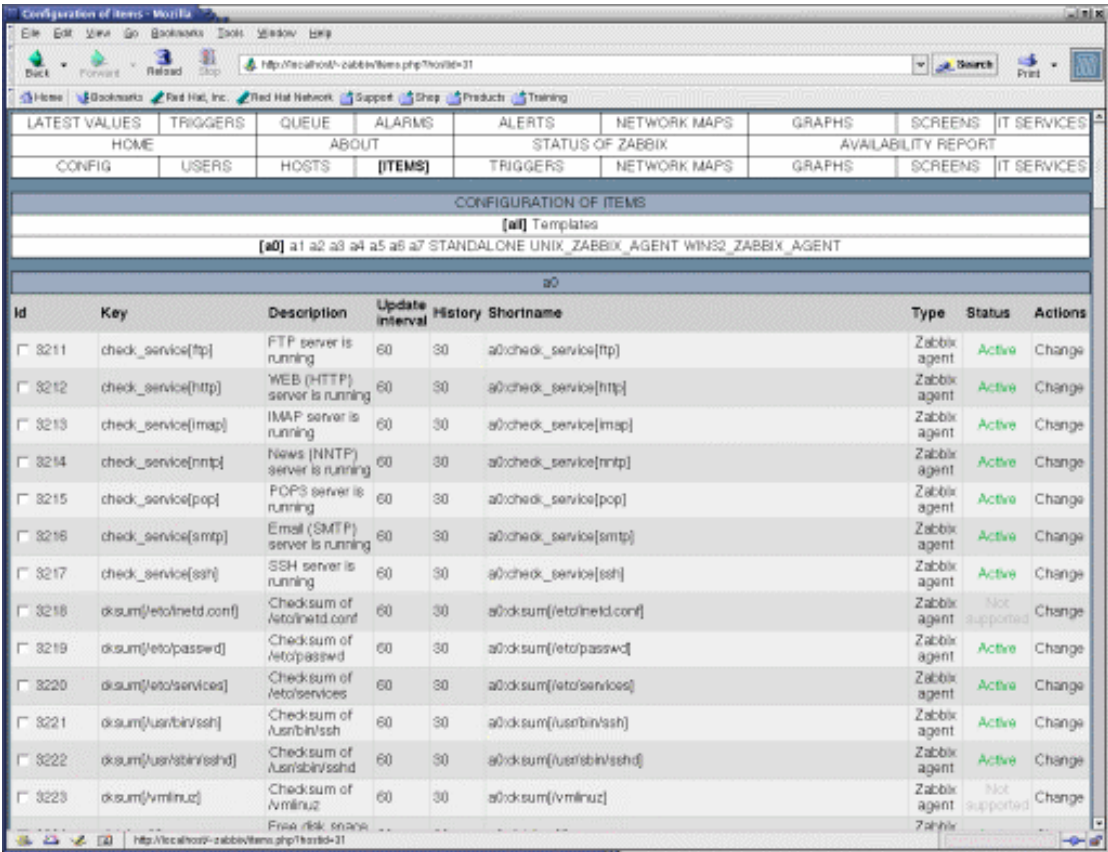 Configuration of items - Mozilla
File Edit View Go Bookmarks Tools Window Help
Back Forward Reload Stop http://localhost/~zabbix/items.php?hostid=31 Search Print
Home Bookmarks Red Hat, Inc. Red Hat Network Support Shop Products Training
LATEST VALUES TRIGGERS QUEUE ALARMS ALERTS NETWORK MAPS GRAPHS SCREENS IT SERVICES
HOME ABOUT STATUS OF ZABBIX AVAILABILITY REPORT
CONFIG USERS HOSTS [ITEMS] TRIGGERS NETWORK MAPS GRAPHS SCREENS IT SERVICES
CONFIGURATION OF ITEMS
[all] Templates
[a0] a1 a2 a3 a4 a5 a6 a7 STANDALONE UNIX_ZABBIX_AGENT WIN32_ZABBIX_AGENT
a0
Id Key Description Update interval History Shortname Type Status Actions
3211 check_service[ftp] FTP server is running 60 30 a0:check_service[ftp] Zabbix agent Active Change
3212 check_service[http] WEB (HTTP) server is running 60 30 a0:check_service[http] Zabbix agent Active Change
3213 check_service[imap] IMAP server is running 60 30 a0:check_service[imap] Zabbix agent Active Change
3214 check_service[nntp] News (NNTP) server is running 60 30 a0:check_service[nntp] Zabbix agent Active Change
3215 check_service[pop] POP3 server is running 60 30 a0:check_service[pop] Zabbix agent Active Change
3216 check_service[smtp] Email (SMTP) server is running 60 30 a0:check_service[smtp] Zabbix agent Active Change
3217 check_service[ssh] SSH server is running 60 30 a0:check_service[ssh] Zabbix agent Active Change
3218 cksum[/etc/inetd.conf] Checksum of /etc/inetd.conf 60 30 a0:cksum[/etc/inetd.conf] Zabbix agent Not supported Change
3219 cksum[/etc/passwd] Checksum of /etc/passwd 60 30 a0:cksum[/etc/passwd] Zabbix agent Active Change
3220 cksum[/etc/services] Checksum of /etc/services 60 30 a0:cksum[/etc/services] Zabbix agent Active Change
3221 cksum[/usr/bin/ssh] Checksum of /usr/bin/ssh 60 30 a0:cksum[/usr/bin/ssh] Zabbix agent Active Change
3222 cksum[/usr/sbin/sshd] Checksum of /usr/sbin/sshd 60 30 a0:cksum[/usr/sbin/sshd] Zabbix agent Active Change
3223 cksum[/vmlinuz] Checksum of /vmlinuz 60 30 a0:cksum[/vmlinuz] Zabbix agent Not supported Change
Free disk space Zabbix
http://localhost/~zabbix/items.php?hostid=31